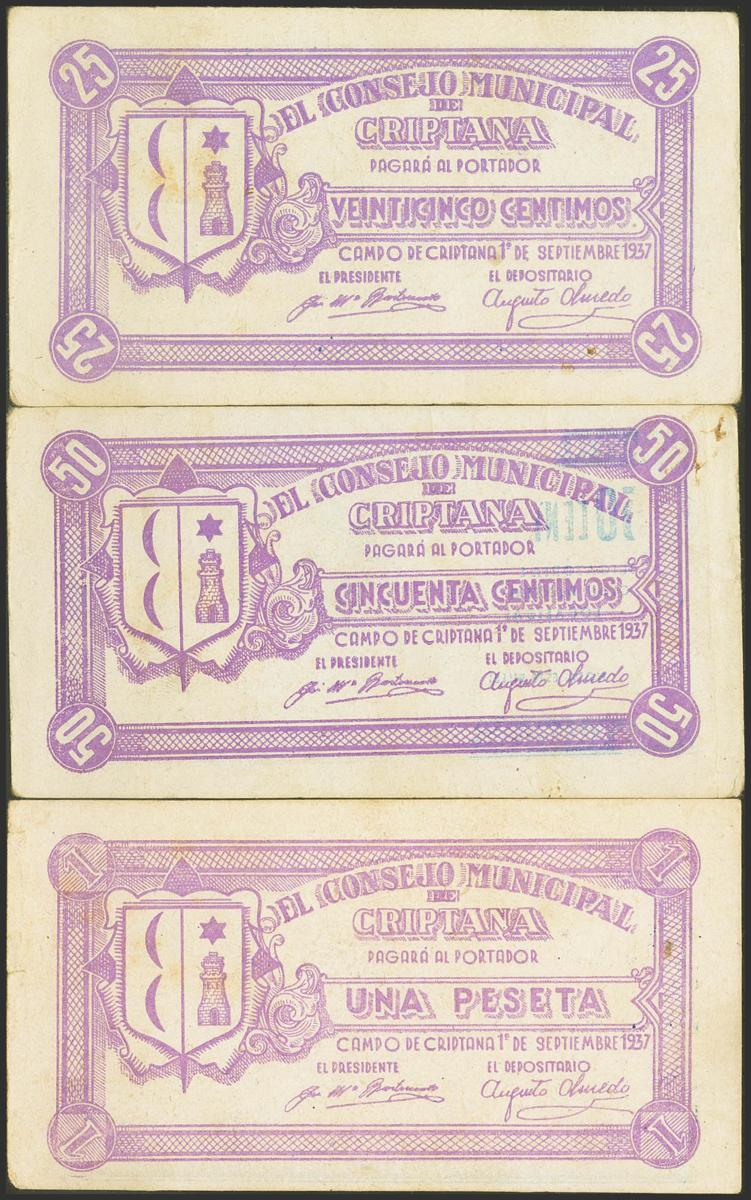 25 25
EL CONSEJO MUNICIPAL
DE
CRIPTANA
PAGARÁ AL PORTADOR
VEINTICINCO CENTIMOS
CAMPO DE CRIPTANA 1º DE SEPTIEMBRE 1937
EL PRESIDENTE EL DEPOSITARIO
Augusto Olmedo
25 25
50 50
EL CONSEJO MUNICIPAL
DE
CRIPTANA
PAGARÁ AL PORTADOR
CINCUENTA CENTIMOS
CAMPO DE CRIPTANA 1º DE SEPTIEMBRE 1937
EL PRESIDENTE EL DEPOSITARIO
Augusto Olmedo
50 50
1 1
EL CONSEJO MUNICIPAL
DE
CRIPTANA
PAGARÁ AL PORTADOR
UNA PESETA
CAMPO DE CRIPTANA 1º DE SEPTIEMBRE 1937
EL PRESIDENTE EL DEPOSITARIO
Augusto Olmedo
1 1